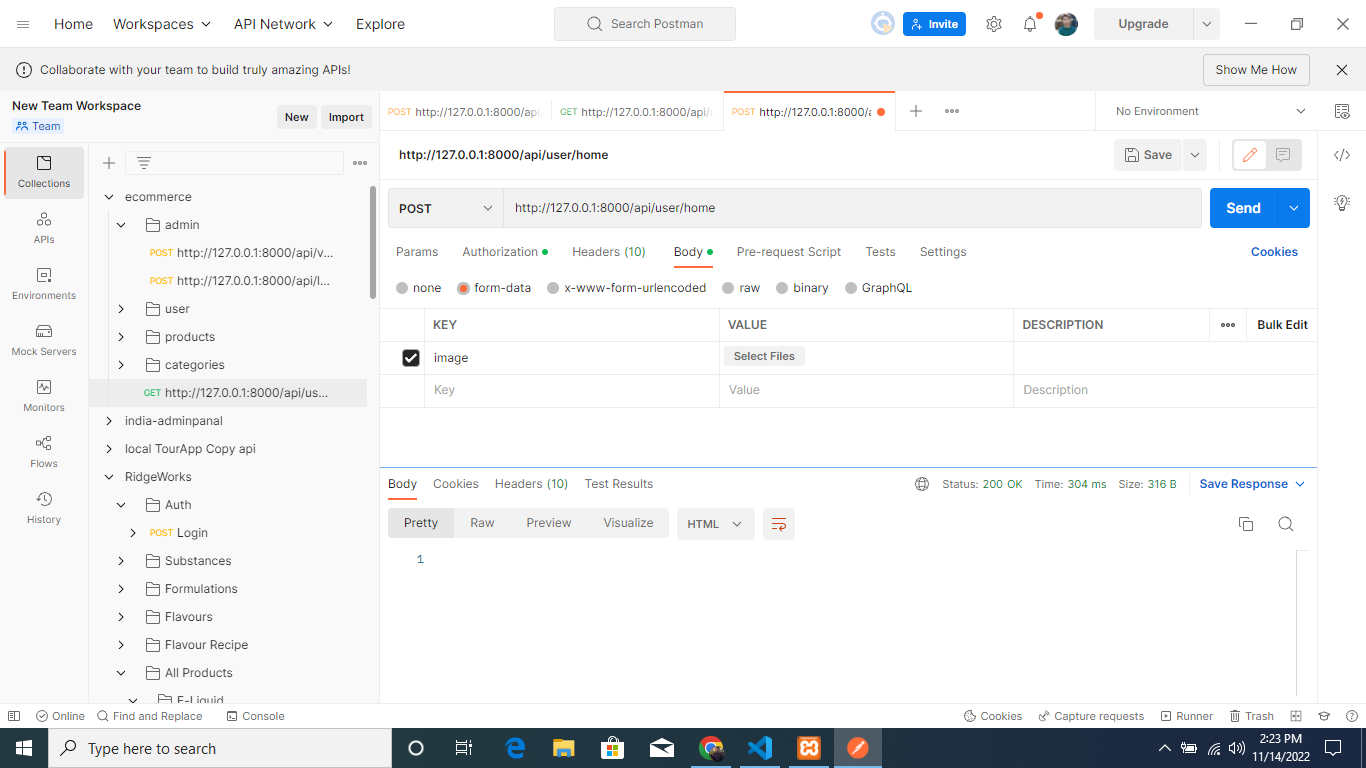 Home
Workspaces
API Network
Explore
Search Postman
Invite
Upgrade
Collaborate with your team to build truly amazing APIs!
Show Me How
New Team Workspace
Team
New
Import
POST http://127.0.0.1:8000/api
GET http://127.0.0.1:8000/api/
POST http://127.0.0.1:8000/
No Environment
http://127.0.0.1:8000/api/user/home
Save
Collections
APIs
Environments
Mock Servers
Monitors
Flows
History
ecommerce
admin
POST http://127.0.0.1:8000/api/v...
POST http://127.0.0.1:8000/api/l...
user
products
categories
GET http://127.0.0.1:8000/api/us...
india-adminpanal
local TourApp Copy api
RidgeWorks
Auth
POST Login
Substances
Formulations
Flavours
Flavour Recipe
All Products
E-Liquid
POST
http://127.0.0.1:8000/api/user/home
Send
Params
Authorization
Headers (10)
Body
Pre-request Script
Tests
Settings
Cookies
none
form-data
x-www-form-urlencoded
raw
binary
GraphQL
KEY VALUE DESCRIPTION
Bulk Edit
image Select Files
Key Value Description
Body
Cookies
Headers (10)
Test Results
Status: 200 OK Time: 304 ms Size: 316 B
Save Response
Pretty
Raw
Preview
Visualize
HTML
1
Online
Find and Replace
Console
Cookies
Capture requests
Runner
Trash
Type here to search
2:23 PM
11/14/2022